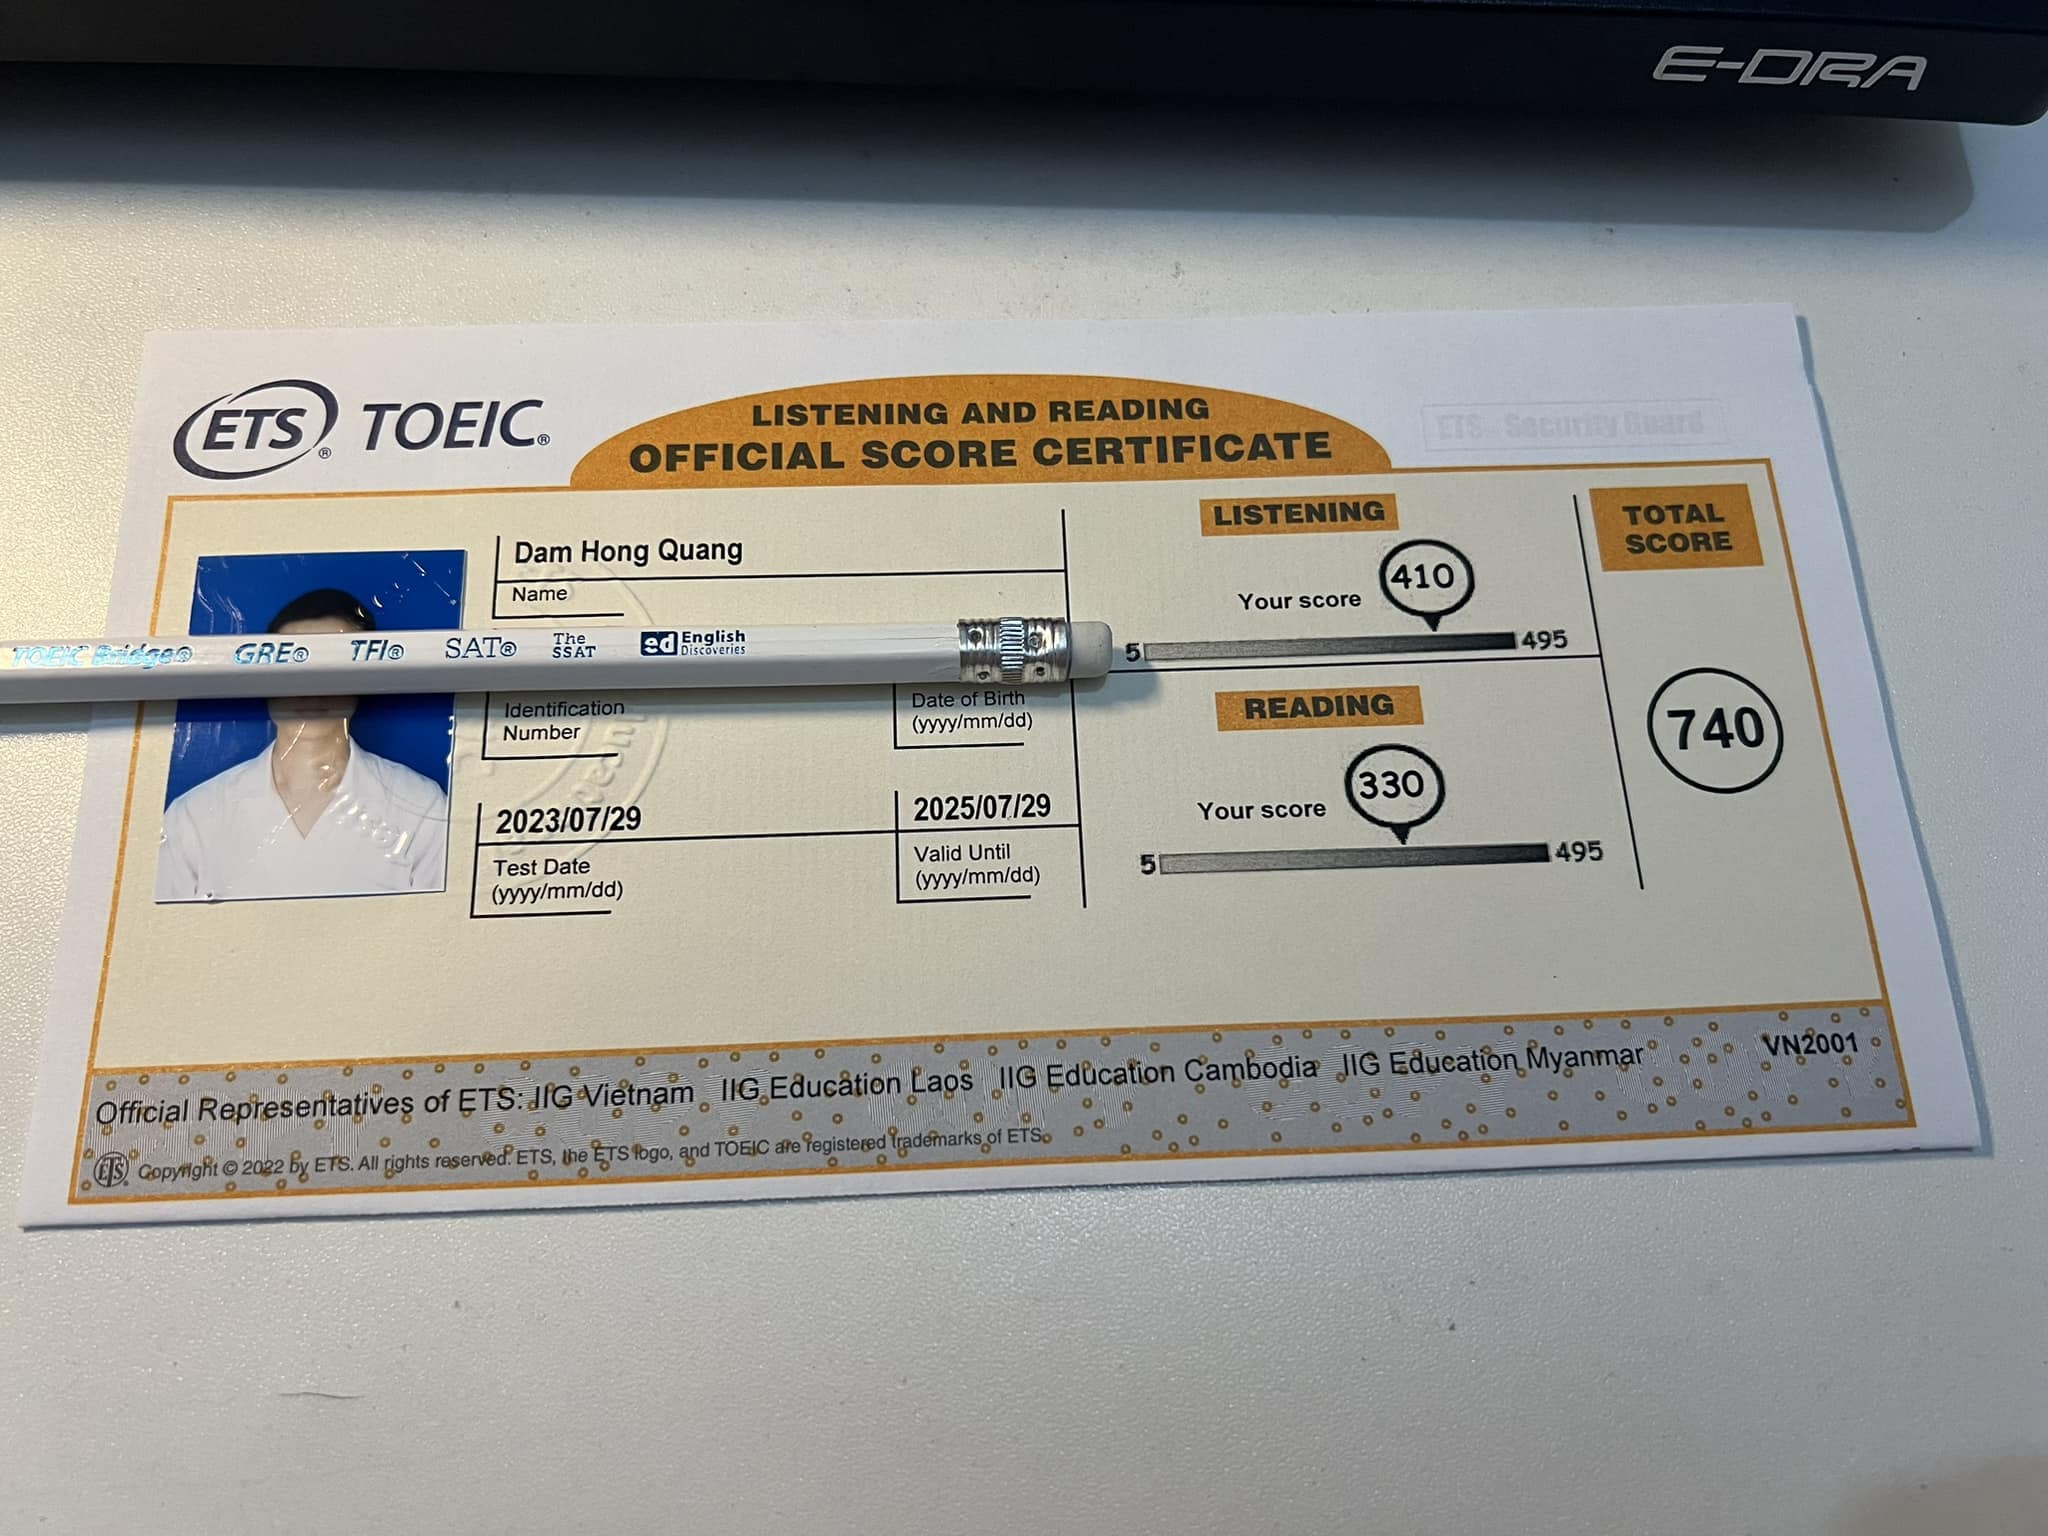 E-DRA
ETS® TOEIC®
LISTENING AND READING
OFFICIAL SCORE CERTIFICATE
ETS Security Guard
Dam Hong Quang
Name
TOEIC Bridge® GRE® TFI® SAT® The SSAT ed English Discoveries
Identification
Number
Date of Birth
(yyyy/mm/dd)
2023/07/29
Test Date
(yyyy/mm/dd)
2025/07/29
Valid Until
(yyyy/mm/dd)
LISTENING
Your score 410
5 495
READING
Your score 330
5 495
TOTAL
SCORE
740
Official Representatives of ETS: IIG Vietnam IIG Education Laos IIG Education Cambodia IIG Education Myanmar VN2001
ETS® Copyright © 2022 by ETS. All rights reserved. ETS, the ETS logo, and TOEIC are registered trademarks of ETS.